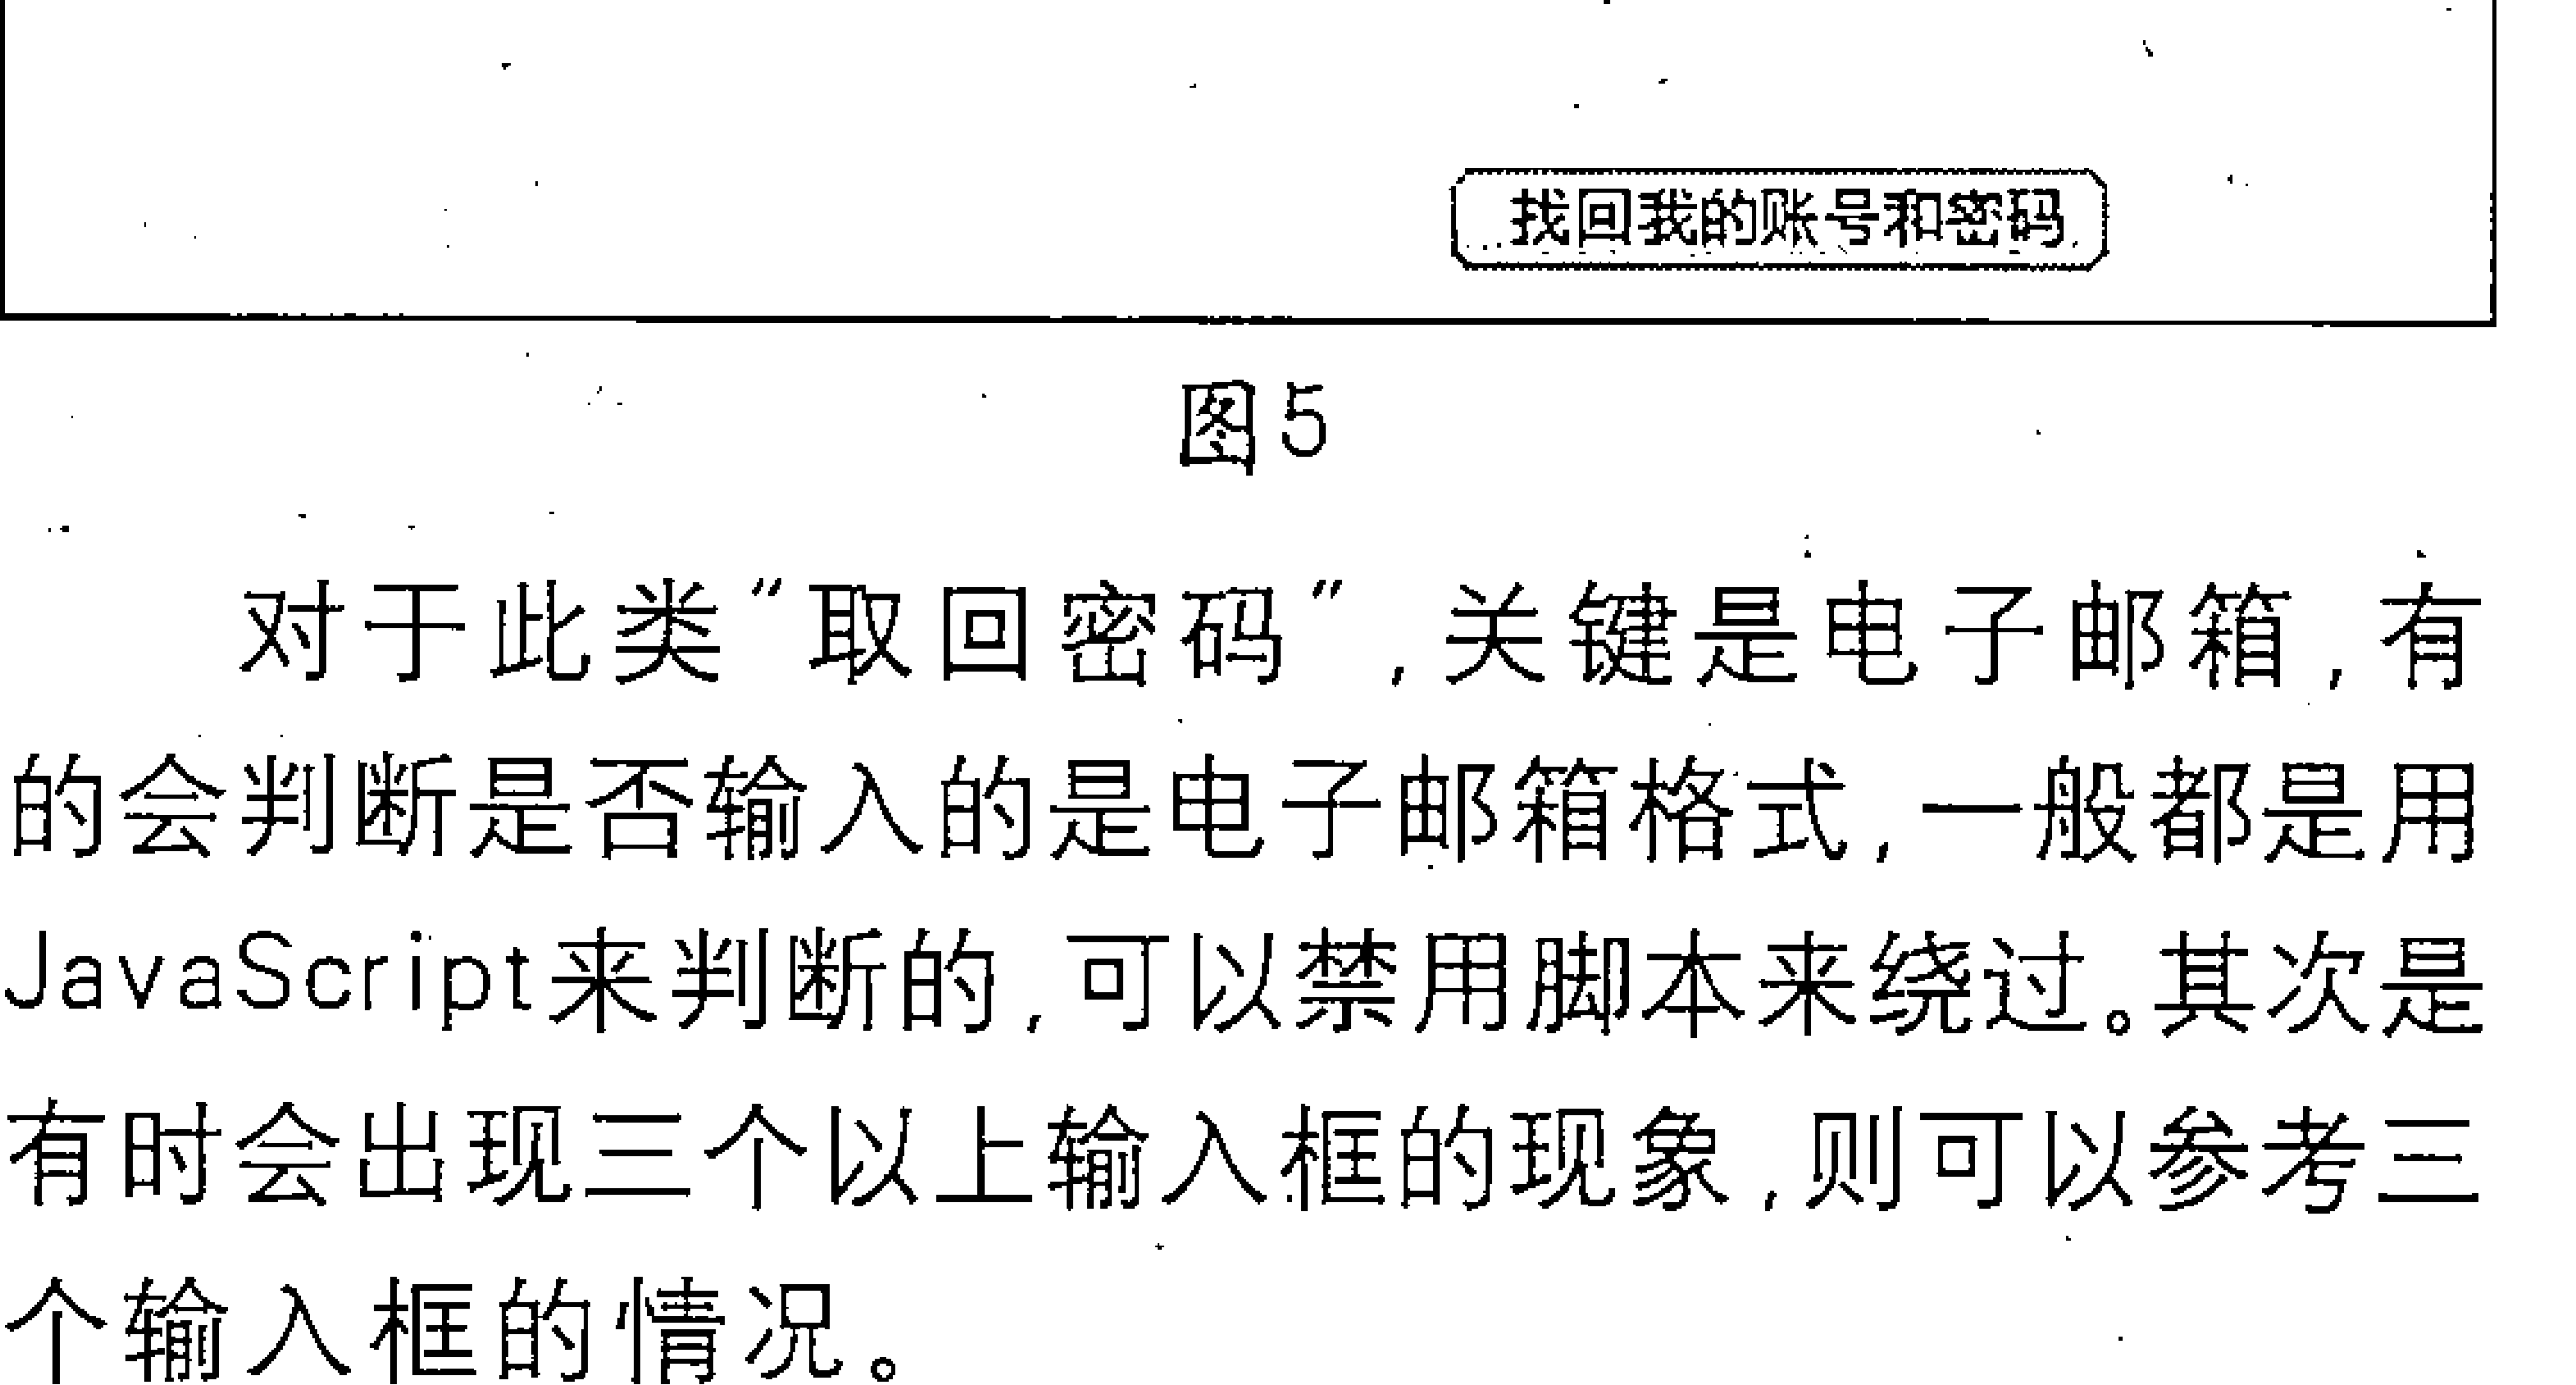 找回我的账号和密码
图5
对于此类“取回密码”,关键是电子邮箱,有
的会判断是否输入的是电子邮箱格式,一般都是用
JavaScript来判断的,可以禁用脚本来绕过。其次是
有时会出现三个以上输入框的现象,则可以参考三
个输入框的情况。